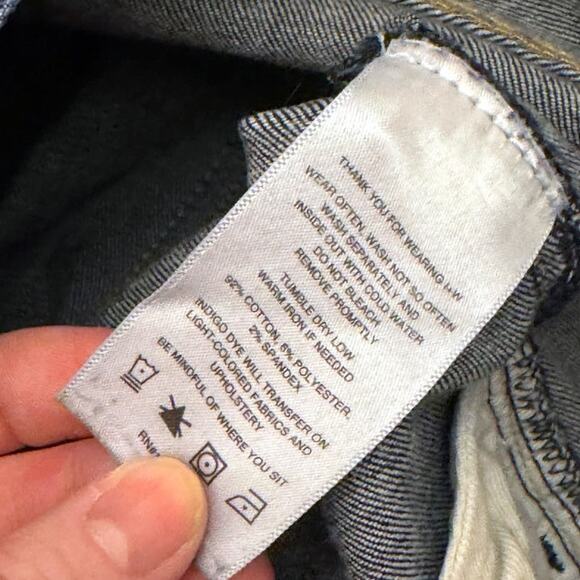 THANK YOU FOR WEARING
WEAR OFTEN, WASH NOT SO OFTEN
WASH SEPARATELY AND
INSIDE OUT WITH COLD WATER
DO NOT BLEACH
REMOVE PROMPTLY
TUMBLE DRY LOW
WARM IRON IF NEEDED
92% COTTON, 6% POLYESTER
2% SPANDEX
INDIGO DYE WILL TRANSFER ON
LIGHT-COLORED FABRICS AND
UPHOLSTERY
BE MINDFUL OF WHERE YOU SIT